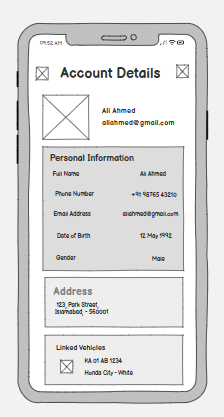 09:52 AM
Account Details
Ali Ahmed
aliahmed@gmail.com
Personal Information
Full Name Ali Ahmed
Phone Number +91 98765 43210
Email Address aliahmed@gmail.com
Date of Birth 12 May 1992
Gender Male
Address
123, Park Street,
Islamabad, - 560001
Linked Vehicles
KA 01 AB 1234
Honda City - White